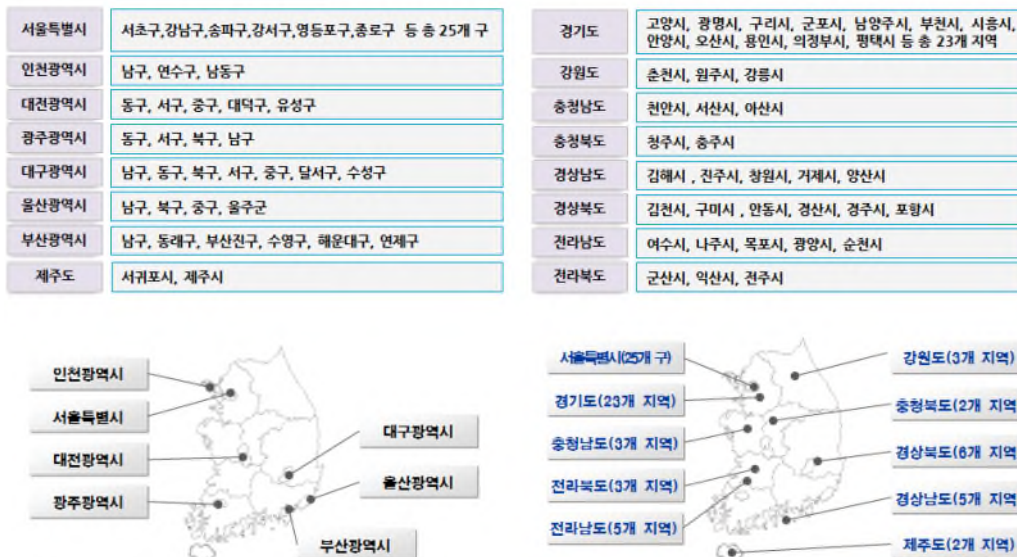 서울특별시
서초구,강남구,송파구,강서구,영등포구,종로구 등 총 25개 구
인천광역시
남구, 연수구, 남동구
대전광역시
동구, 서구, 중구, 대덕구, 유성구
광주광역시
동구, 서구, 북구, 남구
대구광역시
남구, 동구, 북구, 서구, 중구, 달서구, 수성구
울산광역시
남구, 북구, 중구, 울주군
부산광역시
남구, 동래구, 부산진구, 수영구, 해운대구, 연제구
제주도
서귀포시, 제주시
경기도
고양시, 광명시, 구리시, 군포시, 남양주시, 부천시, 시흥시,
안양시, 오산시, 용인시, 의정부시, 평택시 등 총 23개 지역
강원도
춘천시, 원주시, 강릉시
충청남도
천안시, 서산시, 아산시
충청북도
청주시, 충주시
경상남도
김해시 , 진주시, 창원시, 거제시, 양산시
경상북도
김천시, 구미시 , 안동시, 경산시, 경주시, 포항시
전라남도
여수시, 나주시, 목포시, 광양시, 순천시
전라북도
군산시, 익산시, 전주시
인천광역시
서울특별시
대전광역시
광주광역시
대구광역시
울산광역시
부산광역시
서울특별시(25개 구)
경기도(23개 지역)
충청남도(3개 지역)
전라북도(3개 지역)
전라남도(5개 지역)
강원도(3개 지역)
충청북도(2개 지역
경상북도(6개 지역
경상남도(5개 지역
제주도(2개 지역)